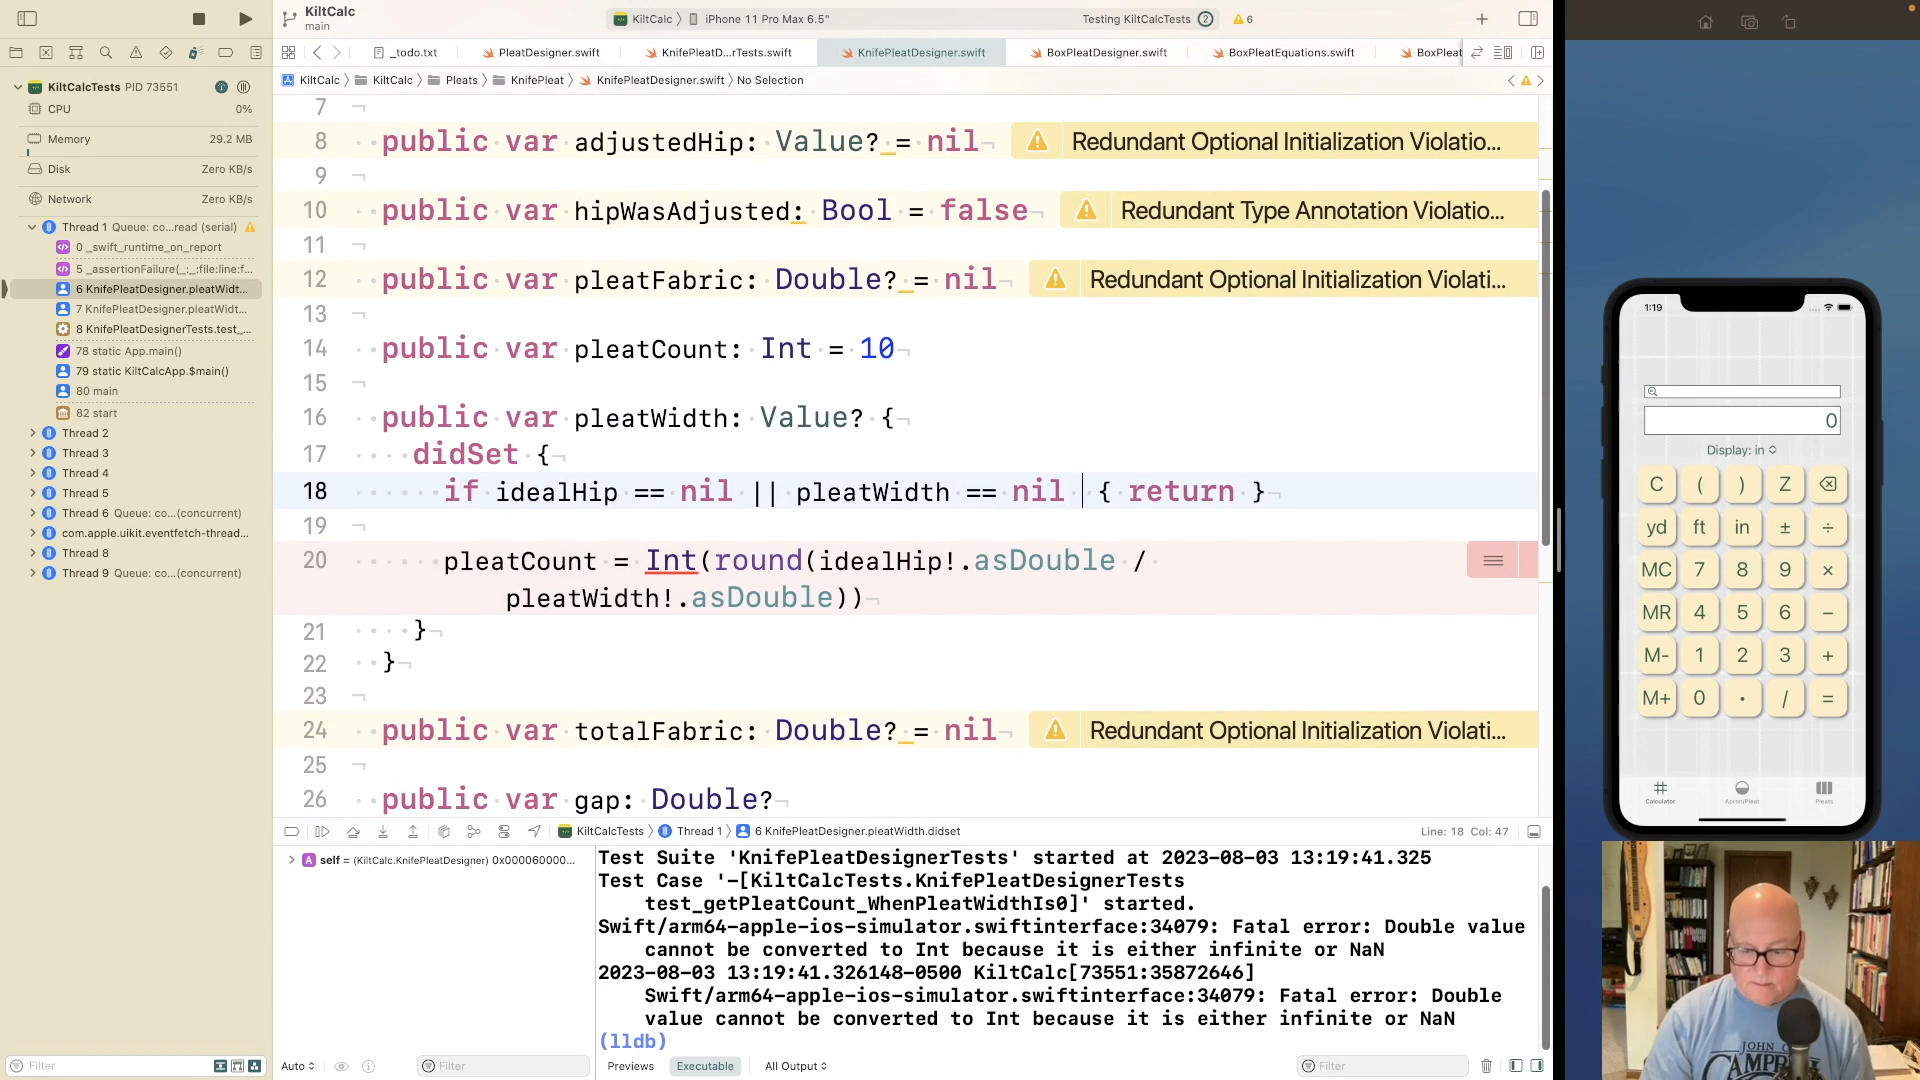 KiltCalc
main
KiltCalc
iPhone 11 Pro Max 6.5"
Testing KiltCalcTests 2
6
_todo.txt
PleatDesigner.swift
KnifePleatD...rTests.swift
KnifePleatDesigner.swift
BoxPleatDesigner.swift
BoxPleatEquations.swift
BoxPleat
KiltCalc
KiltCalc
Pleats
KnifePleat
KnifePleatDesigner.swift
No Selection
KiltCalcTests PID 73551
CPU 0%
Memory 29.2 MB
Disk Zero KB/s
Network Zero KB/s
Thread 1 Queue: co...read (serial)
0 _swift_runtime_on_report
5 _assertionFailure(_:_:file:line:f...
6 KnifePleatDesigner.pleatWidt...
7 KnifePleatDesigner.pleatWidt...
8 KnifePleatDesignerTests.test_...
78 static App.main()
79 static KiltCalcApp.$main()
80 main
82 start
Thread 2
Thread 3
Thread 4
Thread 5
Thread 6 Queue: co...(concurrent)
com.apple.uikit.eventfetch-thread...
Thread 8
Thread 9 Queue: co...(concurrent)
Filter
7
8 public var adjustedHip: Value? = nil
Redundant Optional Initialization Violatio...
9
10 public var hipWasAdjusted: Bool = false
Redundant Type Annotation Violatio...
11
12 public var pleatFabric: Double? = nil
Redundant Optional Initialization Violati...
13
14 public var pleatCount: Int = 10
15
16 public var pleatWidth: Value? {
17 didSet {
18 if idealHip == nil || pleatWidth == nil { return }
19
20 pleatCount = Int(round(idealHip!.asDouble /
pleatWidth!.asDouble))
21 }
22 }
23
24 public var totalFabric: Double? = nil
Redundant Optional Initialization Violati...
25
26 public var gap: Double?
KiltCalcTests
Thread 1
6 KnifePleatDesigner.pleatWidth.didset
Line: 18 Col: 47
self = (KiltCalc.KnifePleatDesigner) 0x000060000...
Test Suite 'KnifePleatDesignerTests' started at 2023-08-03 13:19:41.325
Test Case '-[KiltCalcTests.KnifePleatDesignerTests
test_getPleatCount_WhenPleatWidthIs0]' started.
Swift/arm64-apple-ios-simulator.swiftinterface:34079: Fatal error: Double value
cannot be converted to Int because it is either infinite or NaN
2023-08-03 13:19:41.326148-0500 KiltCalc[73551:35872646]
Swift/arm64-apple-ios-simulator.swiftinterface:34079: Fatal error: Double
value cannot be converted to Int because it is either infinite or NaN
(lldb)
Auto
Filter
Previews
Executable
All Output
Filter
1:19
0
Display: in
C ( ) Z
yd ft in ± ÷
MC 7 8 9 ×
MR 4 5 6 −
M- 1 2 3 +
M+ 0 · / =
Calculator
Apron/Pleat
Pleats
JOHN C
CAMPB